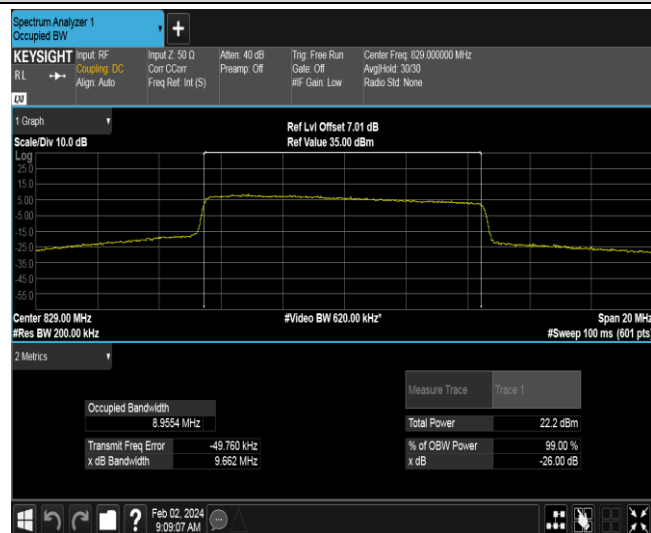 Spectrum Analyzer 1
Occupied BW
+
KEYSIGHT Input: RF Input Z: 50 Ω Atten: 40 dB Trig: Free Run Center Freq: 829.000000 MHz
RL Coupling: DC Corr CCorr Preamp: Off Gate: Off Avg|Hold: 30/30
Align: Auto Freq Ref: Int (S) #IF Gain: Low Radio Std: None
LXI
1 Graph Ref Lvl Offset 7.01 dB
Scale/Div 10.0 dB Ref Value 35.00 dBm
Log
25.0
15.0
5.00
-5.00
-15.0
-25.0
-35.0
-45.0
-55.0
Center 829.00 MHz #Video BW 620.00 kHz* Span 20 MHz
#Res BW 200.00 kHz #Sweep 100 ms (601 pts)
2 Metrics
Measure Trace Trace 1
Occupied Bandwidth
8.9554 MHz Total Power 22.2 dBm
Transmit Freq Error -49.760 kHz % of OBW Power 99.00 %
x dB Bandwidth 9.662 MHz x dB -26.00 dB
? Feb 02, 2024
9:09:07 AM